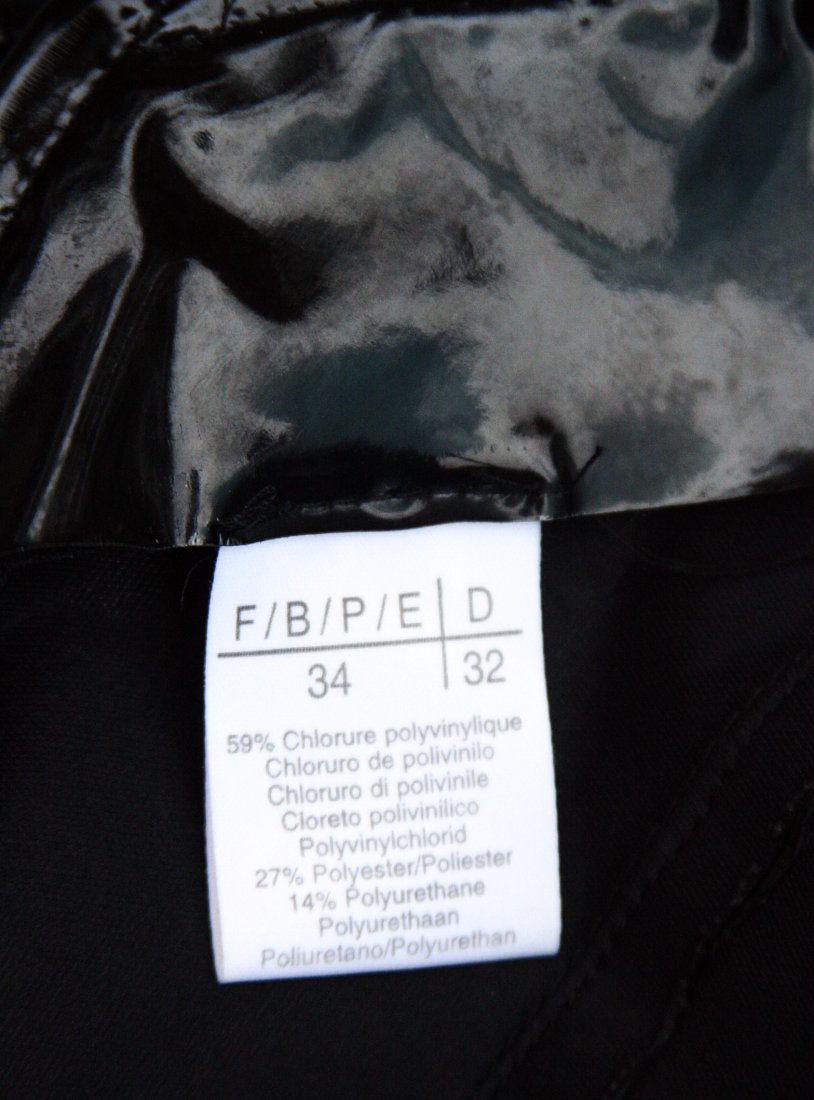 F/B/P/E D
34 32
59% Chlorure polyvinylique
Chloruro de polivinilo
Chloruro di polivinile
Cloreto polivinilico
Polyvinylchlorid
27% Polyester/Poliester
14% Polyurethane
Polyurethaan
Poliuretano/Polyurethan